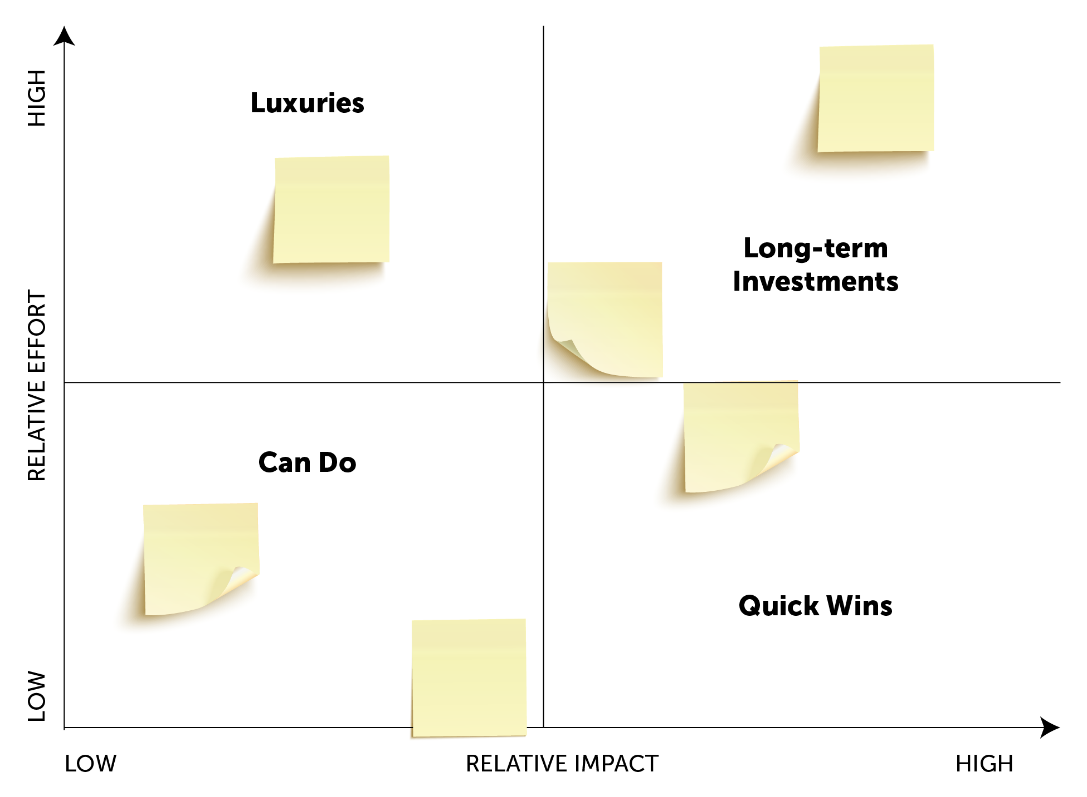 HIGH
Luxuries
Long-term
Investments
RELATIVE EFFORT
Can Do
Quick Wins
LOW
LOW
RELATIVE IMPACT
HIGH